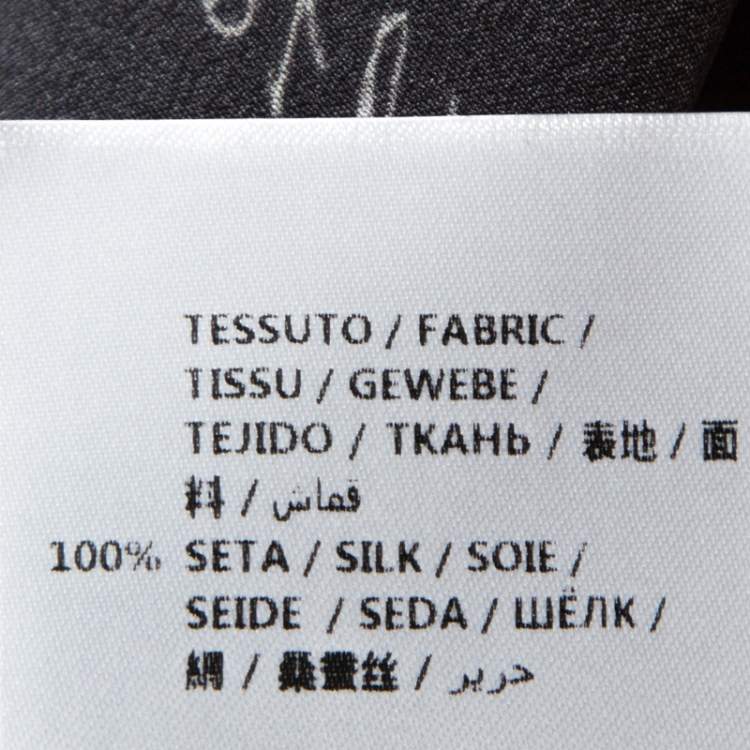 TESSUTO / FABRIC /
TISSU / GEWEBE /
TEJIDO / ТКАНЬ / 表地 / 面
料 / قماش
100% SETA / SILK / SOIE /
SEIDE / SEDA / ШЁЛК /
絹 / 桑蠶丝 / حرير